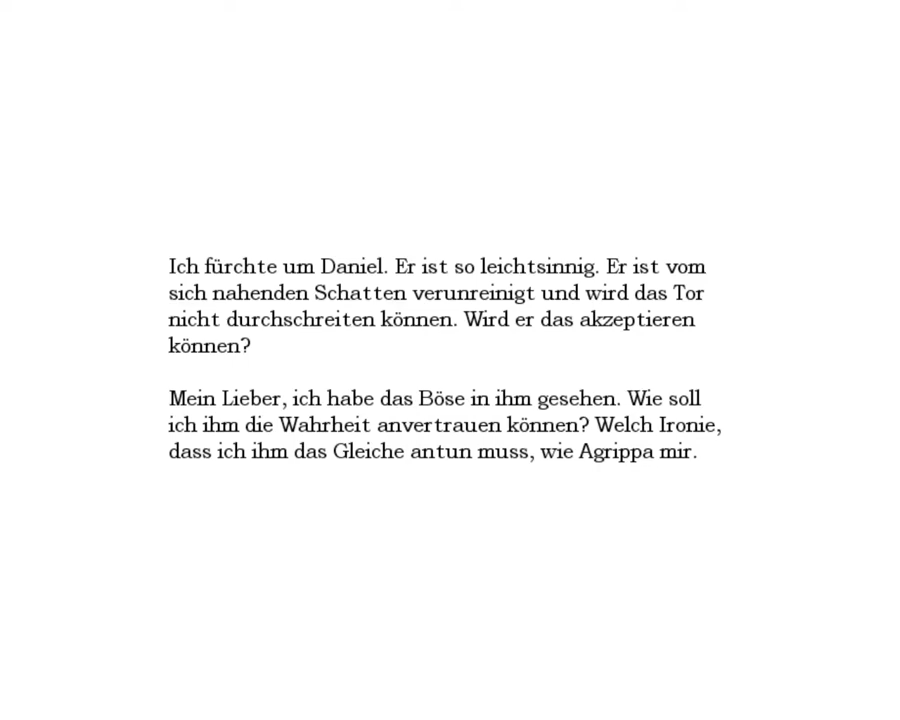 Ich fürchte um Daniel. Er ist so leichtsinnig. Er ist vom
sich nahenden Schatten verunreinigt und wird das Tor
nicht durchschreiten können. Wird er das akzeptieren
können?
Mein Lieber, ich habe das Böse in ihm gesehen. Wie soll
ich ihm die Wahrheit anvertrauen können? Welch Ironie,
dass ich ihm das Gleiche antun muss, wie Agrippa mir.